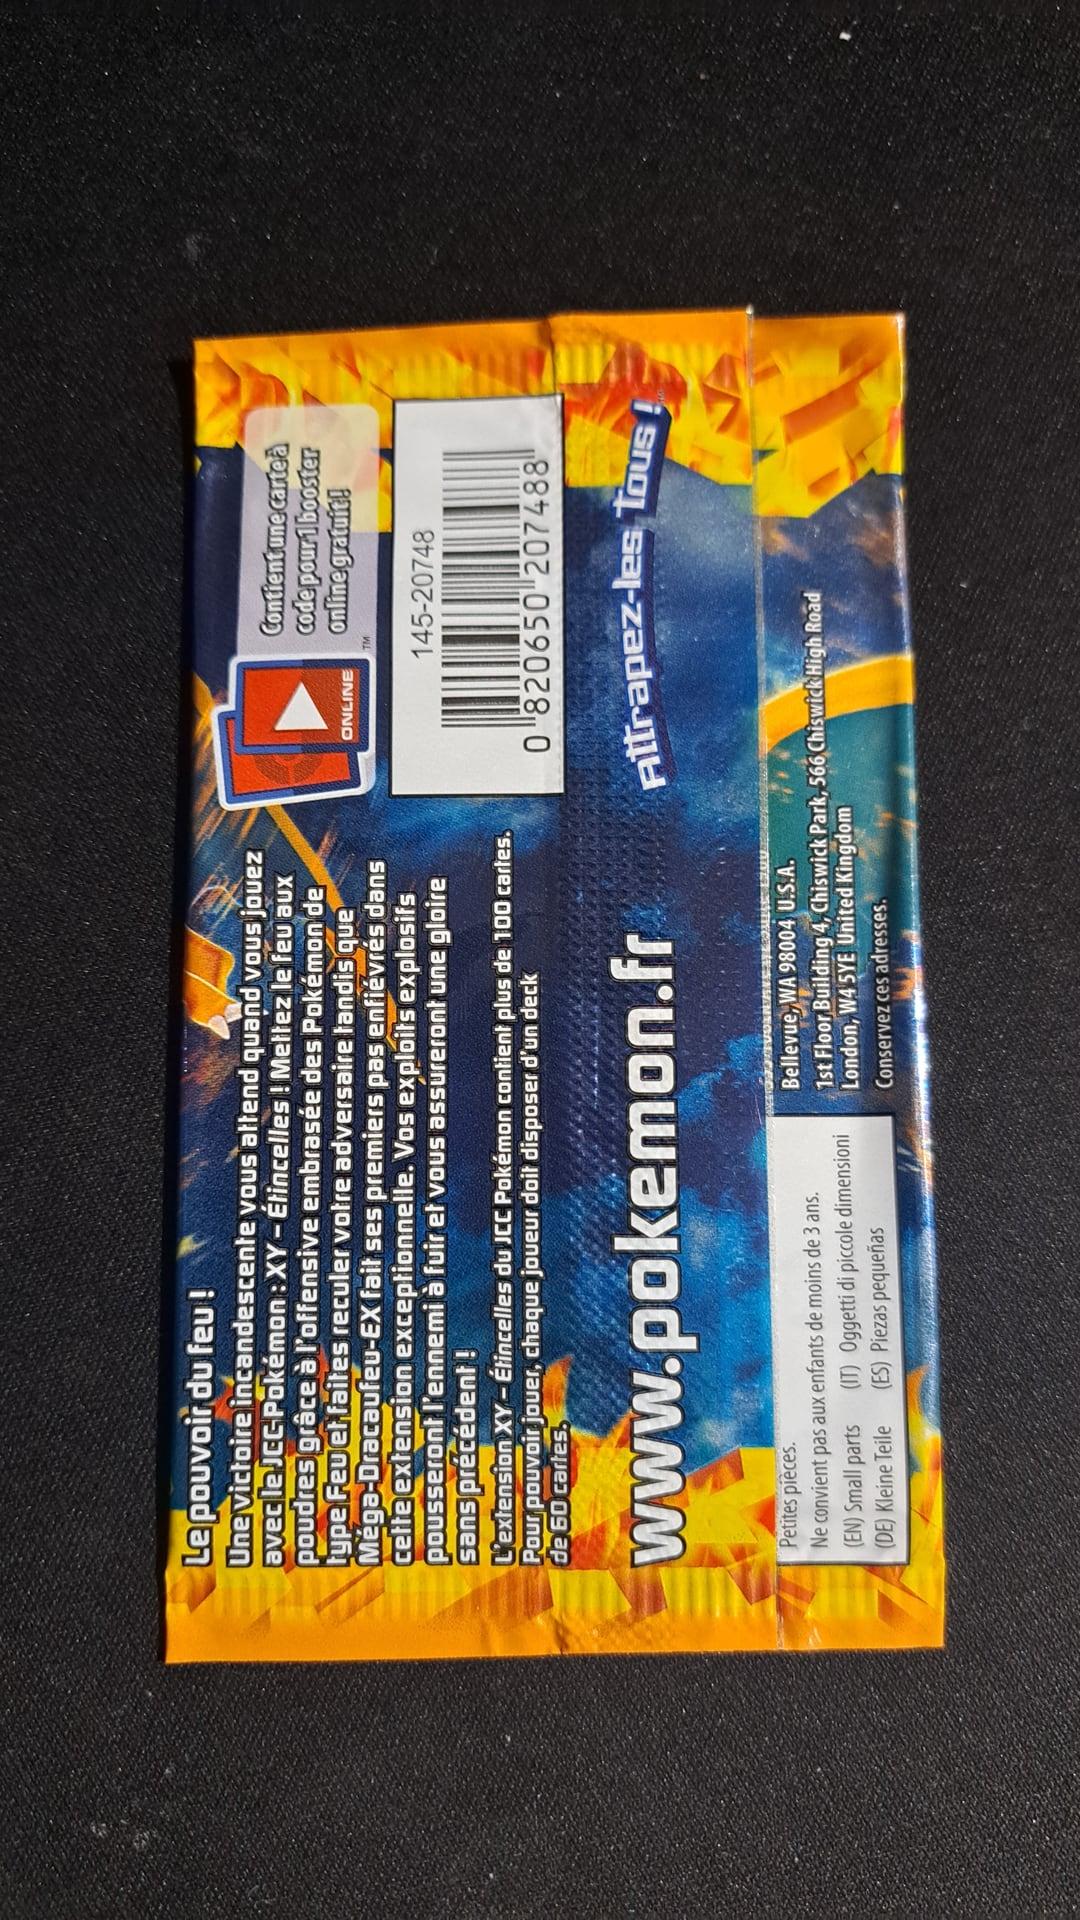 Le pouvoir du feu !
Une victoire incandescente vous attend quand vous jouez
avec le JCC Pokémon : XY - Étincelles ! Mettez le feu aux
poudres grâce à l'offensive embrasée des Pokémon de
type Feu et faites reculer votre adversaire tandis que
Méga-Dracaufeu-EX fait ses premiers pas enfiévrés dans
cette extension exceptionnelle. Vos exploits explosifs
pousseront l'ennemi à fuir et vous assureront une gloire
sans précédent !
L'extension XY - Étincelles du JCC Pokémon contient plus de 100 cartes.
Pour pouvoir jouer, chaque joueur doit disposer d'un deck
de 60 cartes.
ONLINE
TM
Contient une carte à
code pour 1 booster
online gratuit !
145-20748
0 820650 207488
www.pokemon.fr
Attrapez-les tous !
TM
Petites pièces.
Ne convient pas aux enfants de moins de 3 ans.
(EN) Small parts (IT) Oggetti di piccole dimensioni
(DE) Kleine Teile (ES) Piezas pequeñas
Bellevue, WA 98004 U.S.A.
1st Floor Building 4, Chiswick Park, 566 Chiswick High Road
London, W4 5YE United Kingdom
Conservez ces adresses.